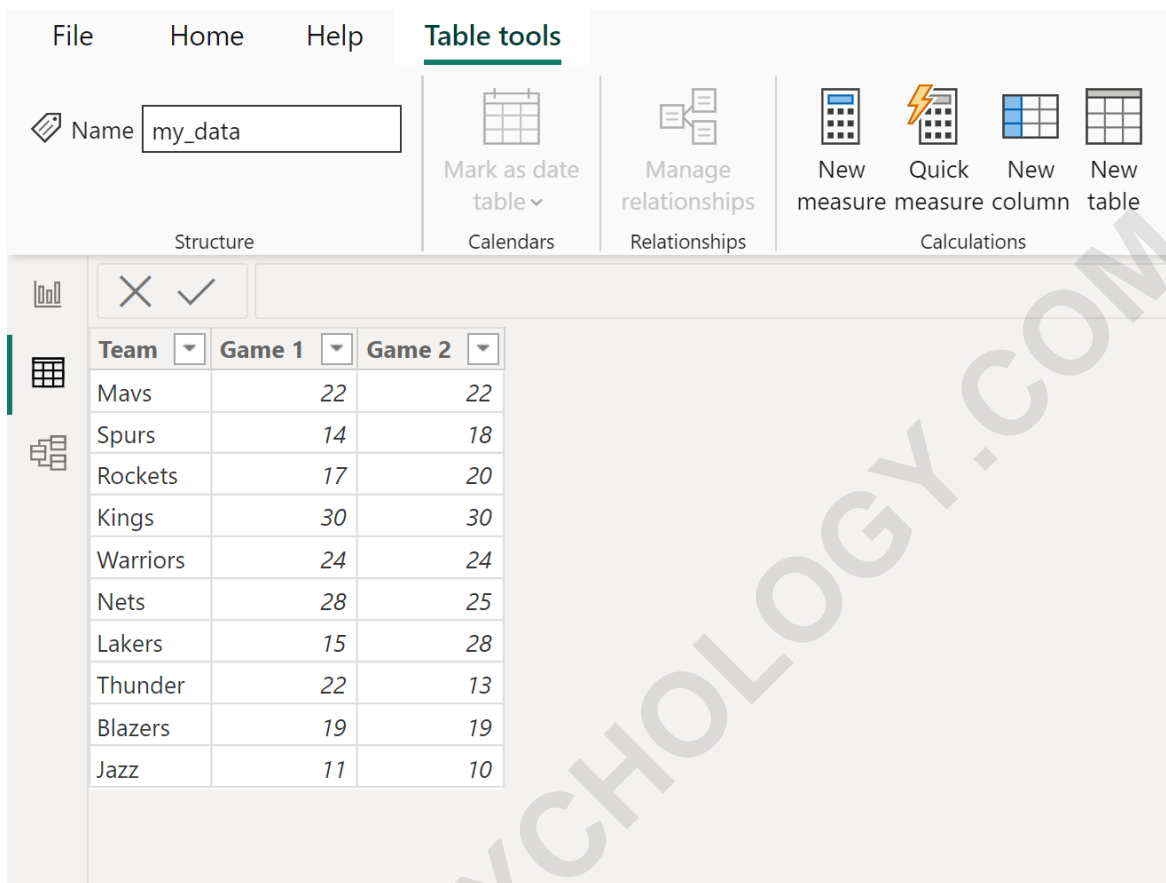 File Home Help Table tools
Name my_data
Mark as date table
Manage relationships
New measure
Quick measure
New column
New table
Structure Calendars Relationships Calculations
Team Game 1 Game 2
Mavs 22 22
Spurs 14 18
Rockets 17 20
Kings 30 30
Warriors 24 24
Nets 28 25
Lakers 15 28
Thunder 22 13
Blazers 19 19
Jazz 11 10
YCHOLOGY.COM